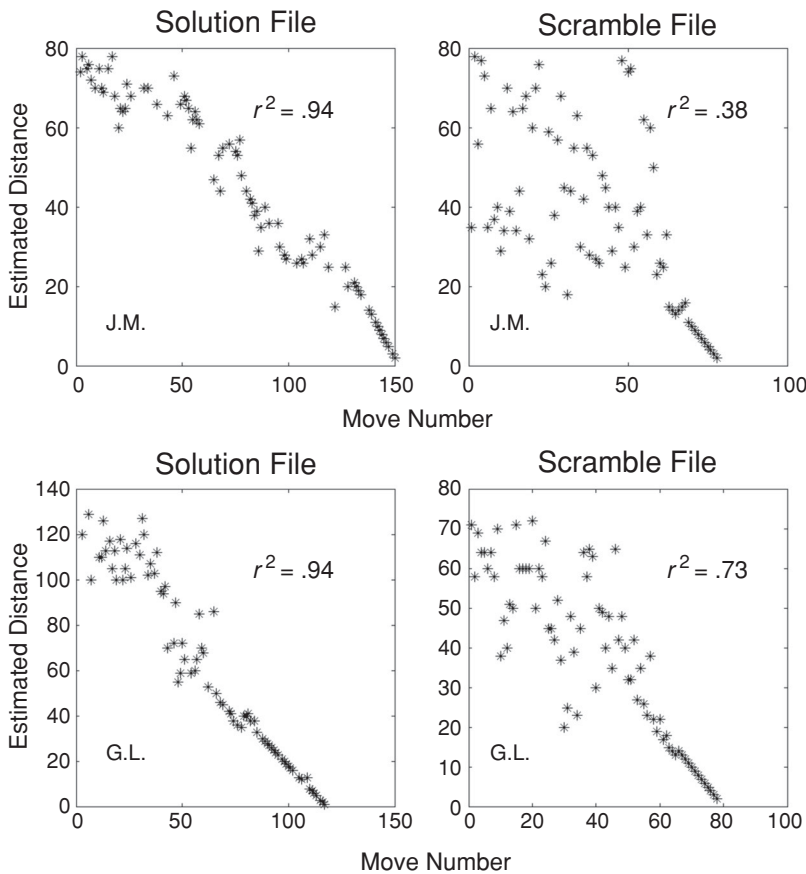 Solution File
Scramble File
Estimated Distance
80
60
40
20
0
r² = .94
J.M.
0 50 100 150
80
60
40
20
0
r² = .38
J.M.
0 50 100
Move Number
Solution File
Scramble File
Estimated Distance
140
120
100
80
60
40
20
0
r² = .94
G.L.
0 50 100 150
80
70
60
50
40
30
20
10
0
r² = .73
G.L.
0 20 40 60 80 100
Move Number